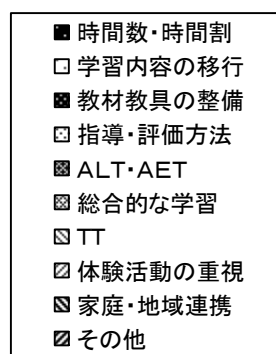 時間数・時間割
学習内容の移行
教材教具の整備
指導・評価方法
ALT・AET
総合的な学習
TT
体験活動の重視
家庭・地域連携
その他